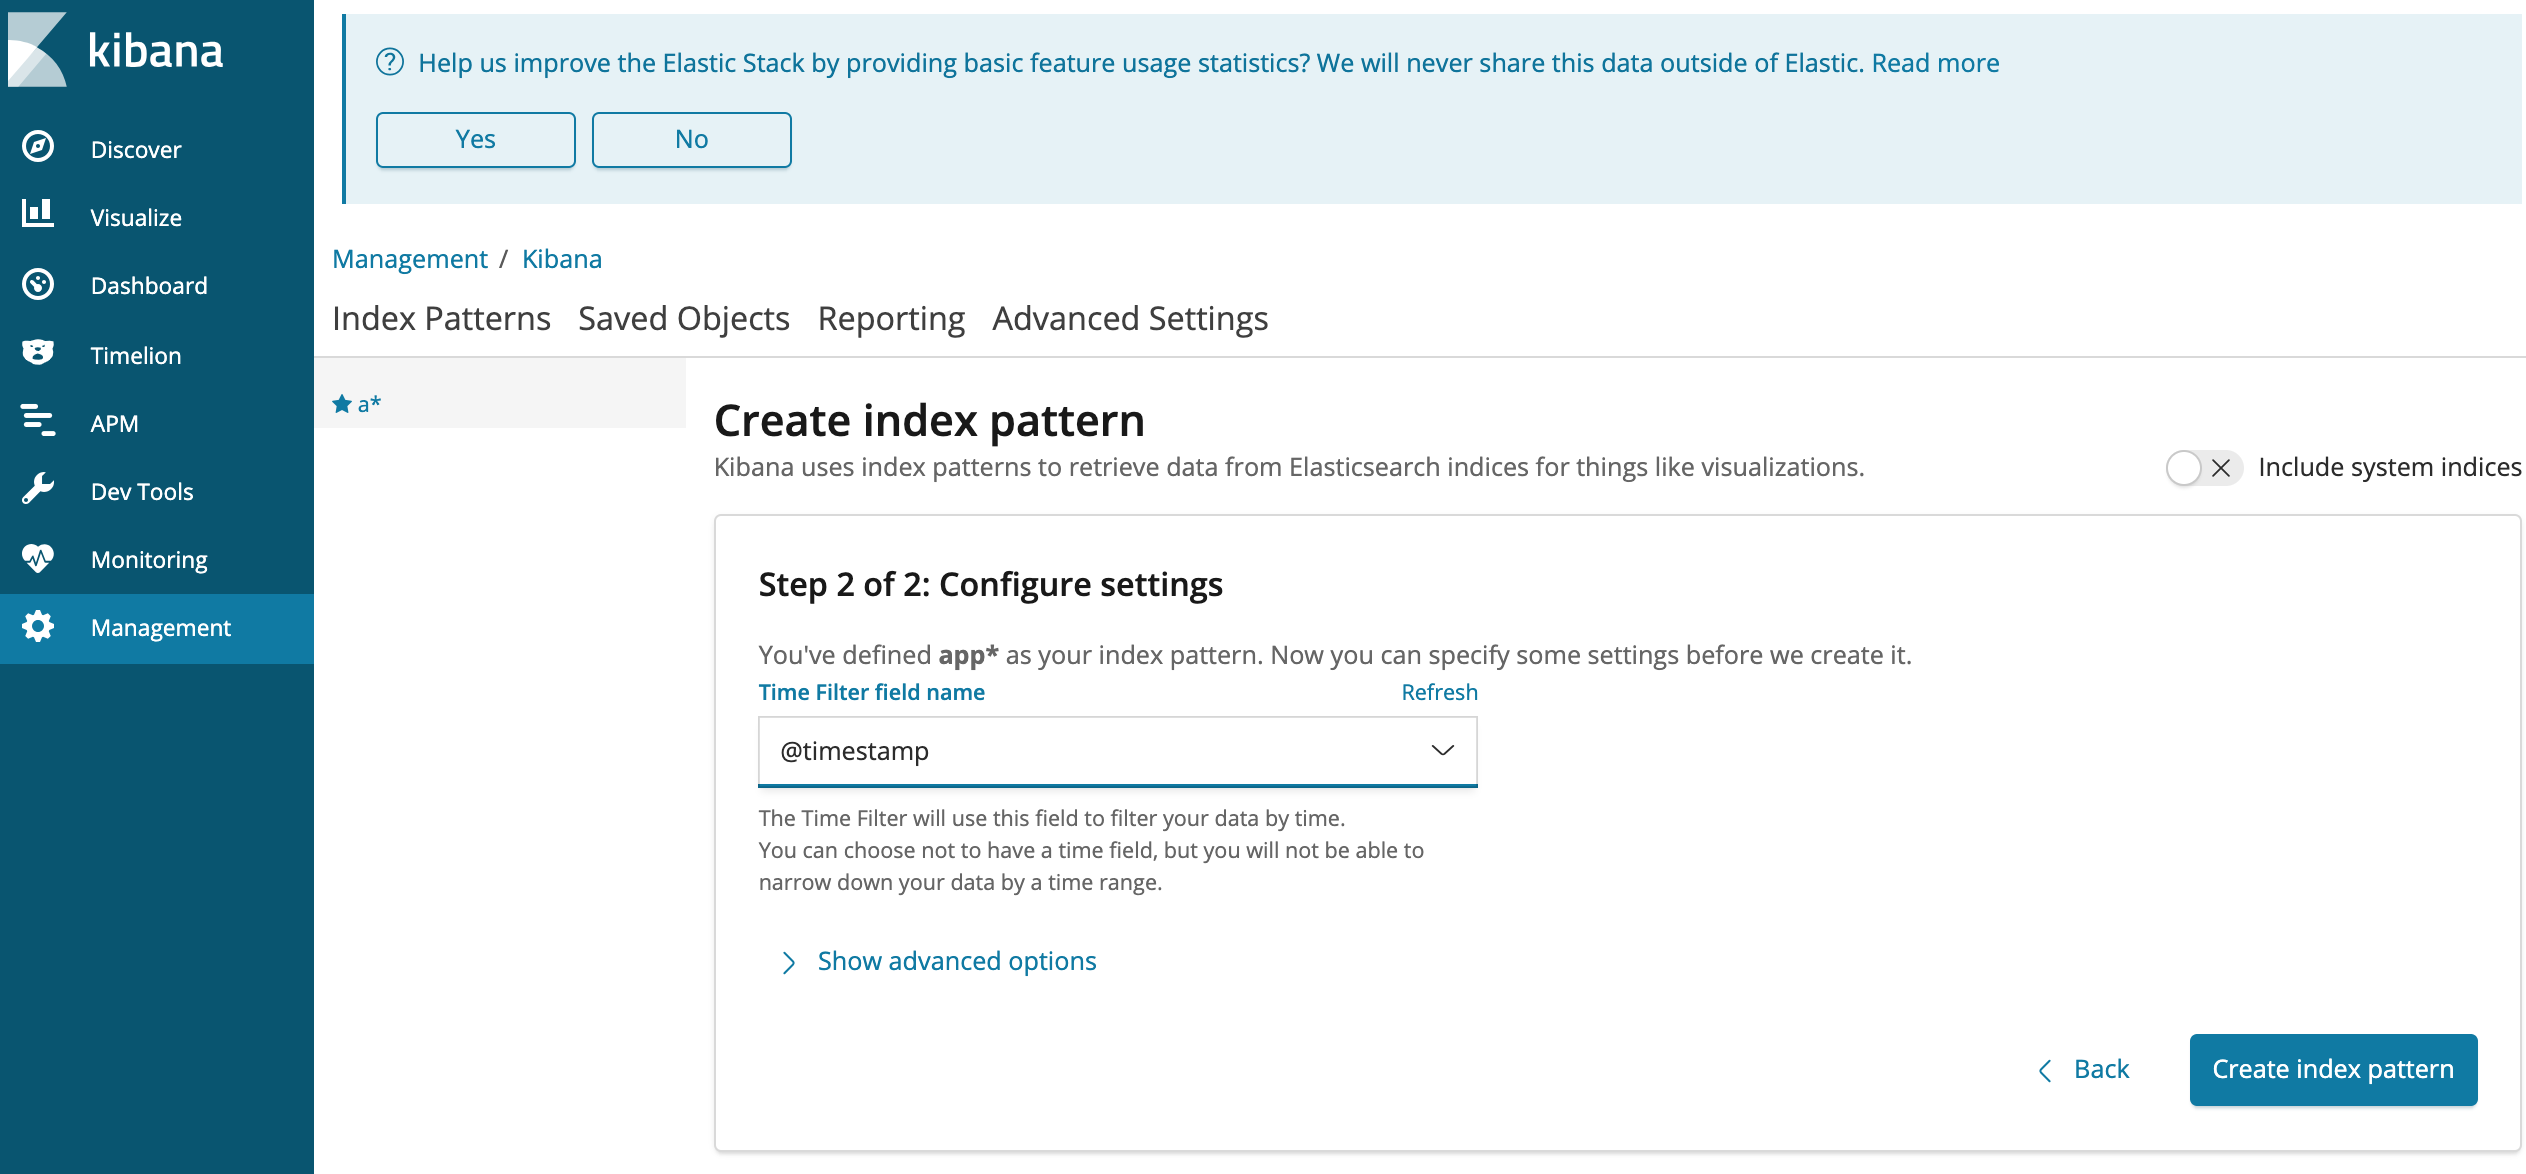 kibana
Discover
Visualize
Dashboard
Timelion
APM
Dev Tools
Monitoring
Management
Help us improve the Elastic Stack by providing basic feature usage statistics? We will never share this data outside of Elastic. Read more
Yes No
Management / Kibana
Index Patterns Saved Objects Reporting Advanced Settings
a*
Create index pattern
Kibana uses index patterns to retrieve data from Elasticsearch indices for things like visualizations.
Include system indices
Step 2 of 2: Configure settings
You've defined app* as your index pattern. Now you can specify some settings before we create it.
Time Filter field name Refresh
@timestamp
The Time Filter will use this field to filter your data by time.
You can choose not to have a time field, but you will not be able to
narrow down your data by a time range.
Show advanced options
Back Create index pattern